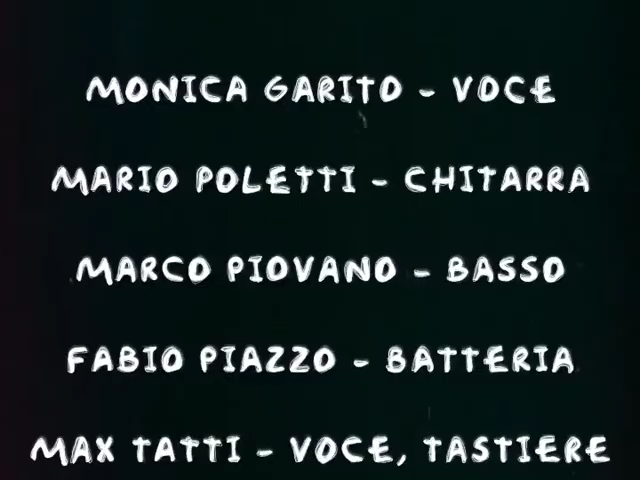 MONICA GARITO - VOCE
MARIO POLETTI - CHITARRA
MARCO PIOVANO - BASSO
FABIO PIAZZO - BATTERIA
MAX TATTI - VOCE, TASTIERE